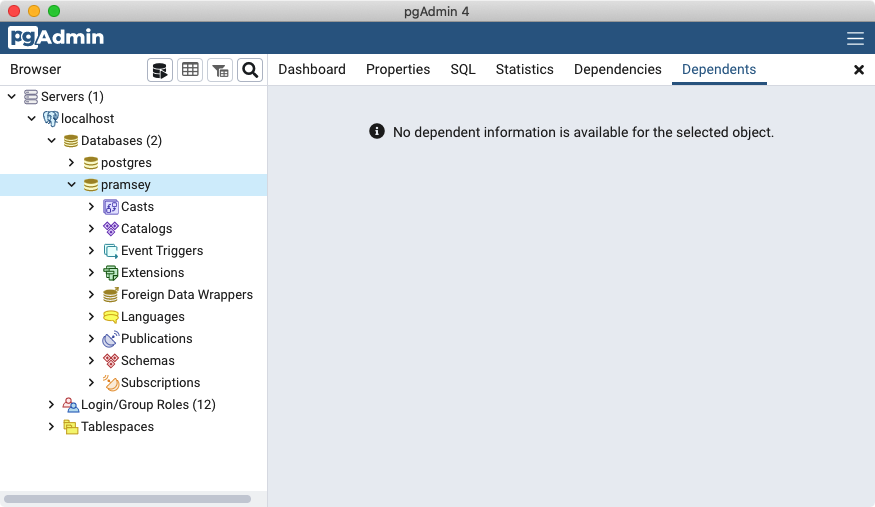 pgAdmin 4
pgAdmin
Browser
Dashboard Properties SQL Statistics Dependencies Dependents
Servers (1)
localhost
Databases (2)
postgres
pramsey
Casts
Catalogs
Event Triggers
Extensions
Foreign Data Wrappers
Languages
Publications
Schemas
Subscriptions
Login/Group Roles (12)
Tablespaces
No dependent information is available for the selected object.